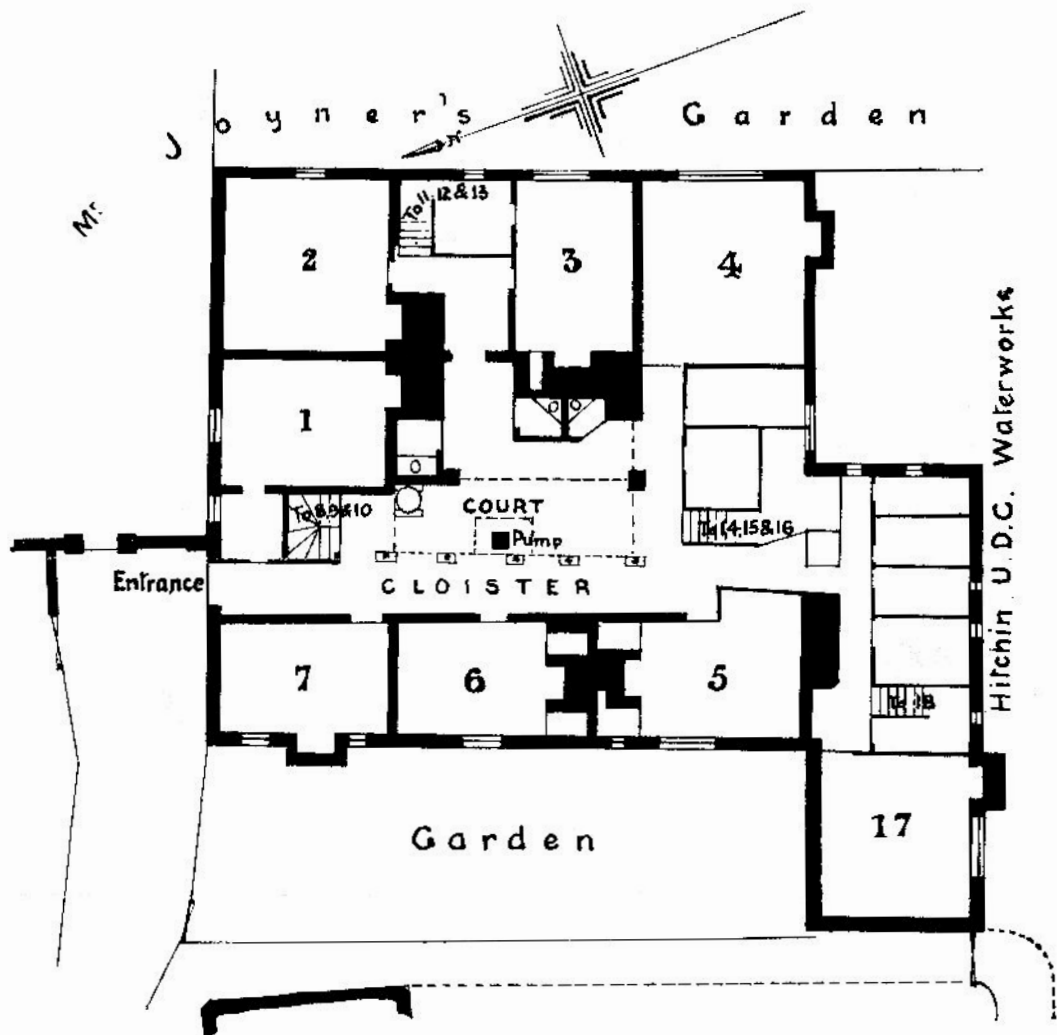 Mr Joyner's Garden
N
To 11, 12 & 13
2
3
4
1
To 8, 9 & 10
COURT
Pump
To 14, 15 & 16
Entrance
CLOISTER
7
6
5
To 18
17
Garden
Hitchin U.D.C. Waterworks